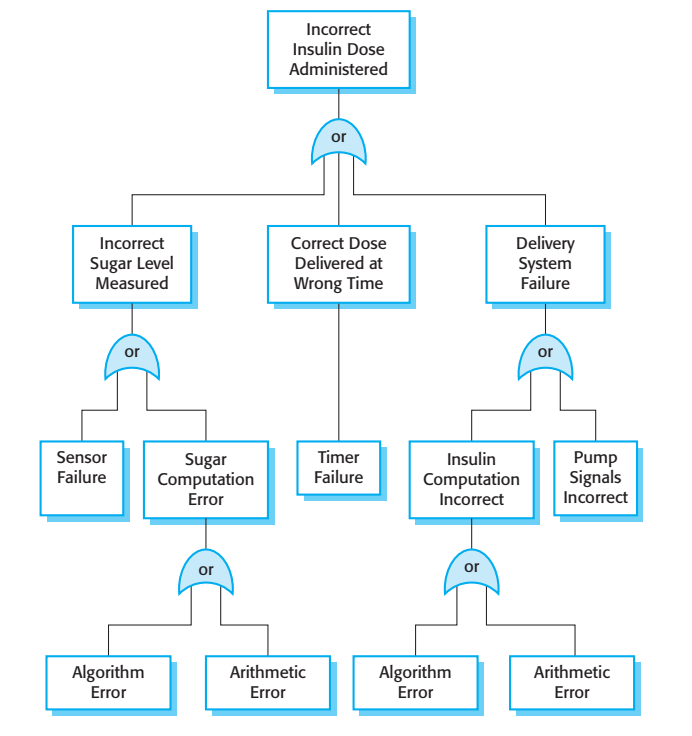 Incorrect
Insulin Dose
Administered
or
Incorrect
Sugar Level
Measured
Correct Dose
Delivered at
Wrong Time
Delivery
System
Failure
or
or
Sensor
Failure
Sugar
Computation
Error
Timer
Failure
Insulin
Computation
Incorrect
Pump
Signals
Incorrect
or
or
Algorithm
Error
Arithmetic
Error
Algorithm
Error
Arithmetic
Error